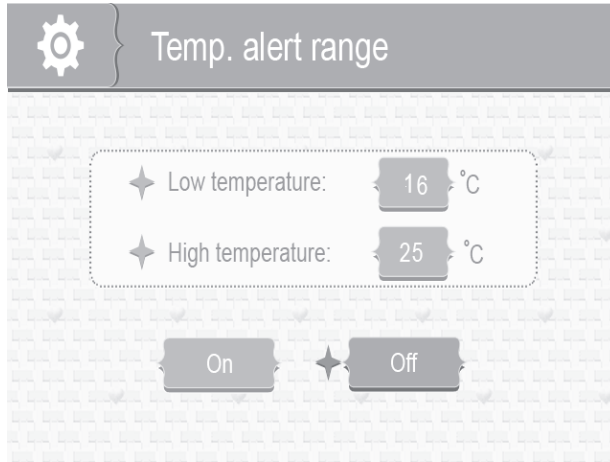 Temp. alert range
Low temperature: 16 °C
High temperature: 25 °C
On Off